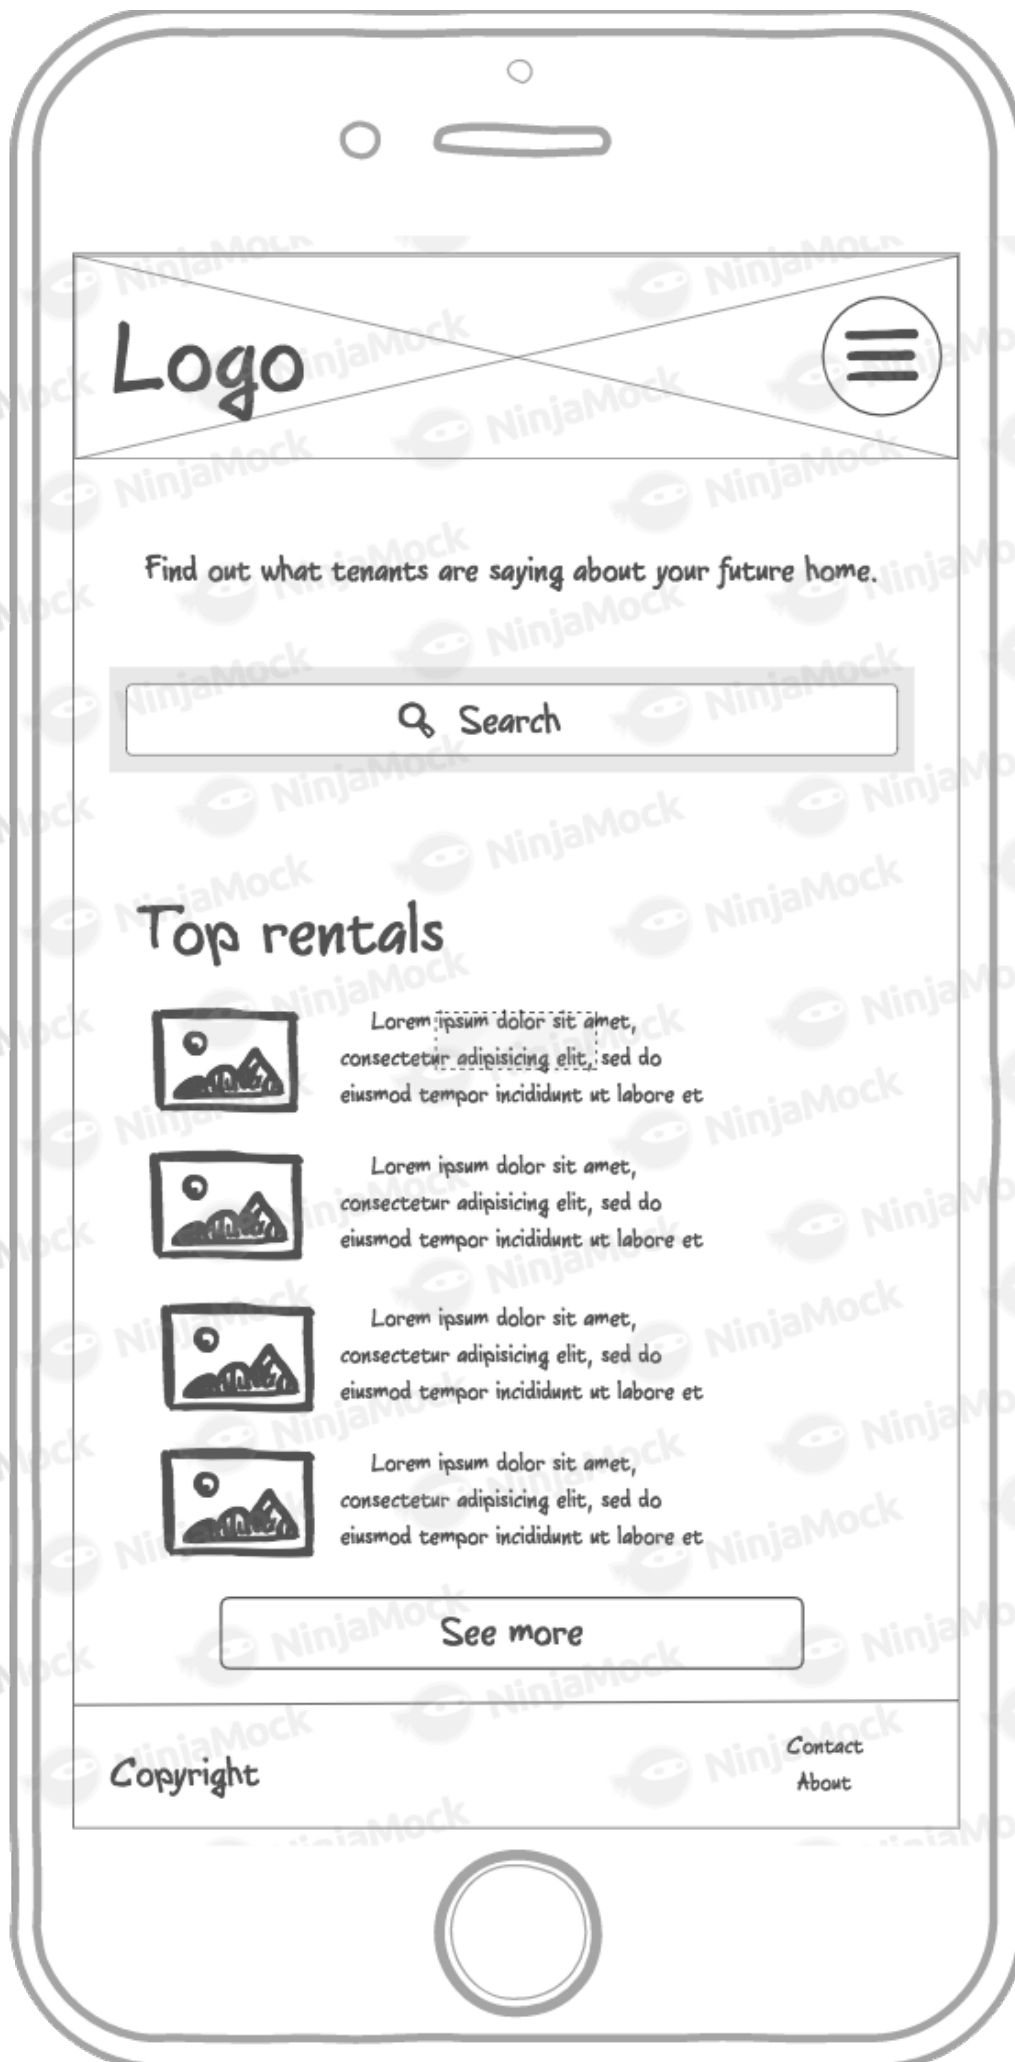 Logo
Find out what tenants are saying about your future home.
Search
Top rentals
Lorem ipsum dolor sit amet,
consectetur adipisicing elit, sed do
eiusmod tempor incididunt ut labore et
Lorem ipsum dolor sit amet,
consectetur adipisicing elit, sed do
eiusmod tempor incididunt ut labore et
Lorem ipsum dolor sit amet,
consectetur adipisicing elit, sed do
eiusmod tempor incididunt ut labore et
Lorem ipsum dolor sit amet,
consectetur adipisicing elit, sed do
eiusmod tempor incididunt ut labore et
See more
Copyright
Contact
About
NinjaMock